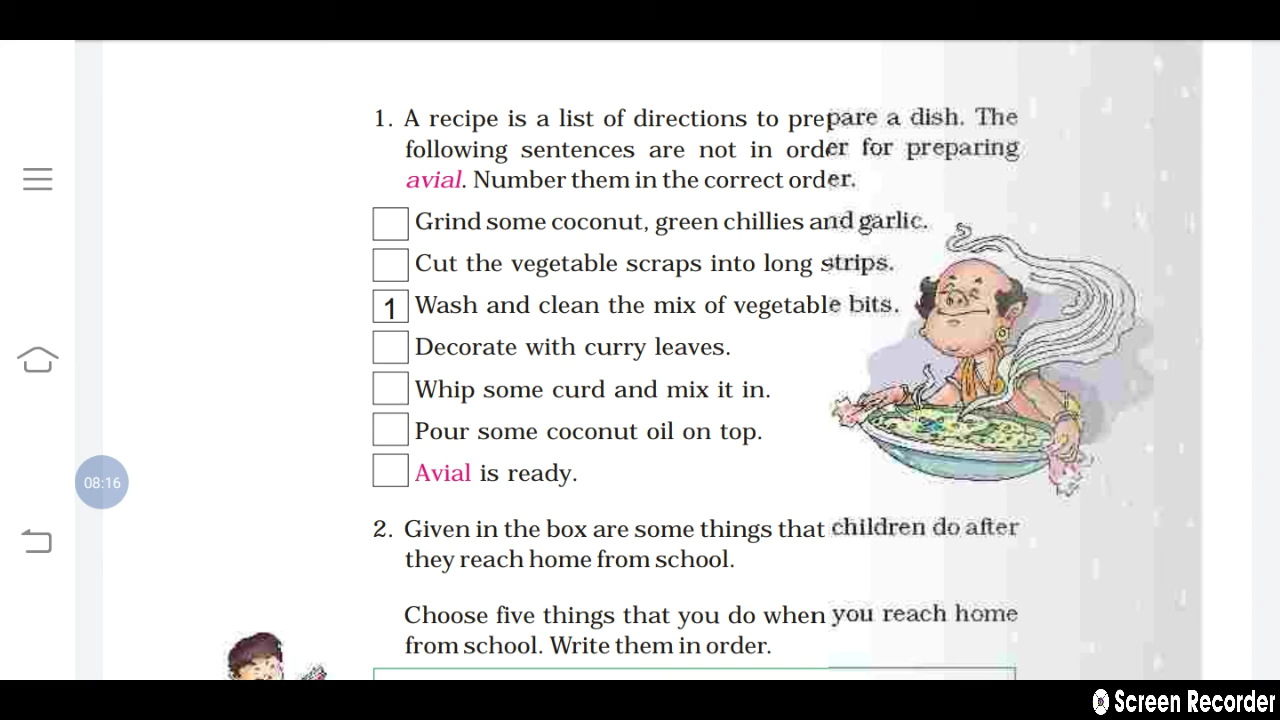 1. A recipe is a list of directions to prepare a dish. The
following sentences are not in order for preparing
avial. Number them in the correct order.
Grind some coconut, green chillies and garlic.
Cut the vegetable scraps into long strips.
1 Wash and clean the mix of vegetable bits.
Decorate with curry leaves.
Whip some curd and mix it in.
Pour some coconut oil on top.
Avial is ready.
08:16
2. Given in the box are some things that children do after
they reach home from school.
Choose five things that you do when you reach home
from school. Write them in order.
Screen Recorder